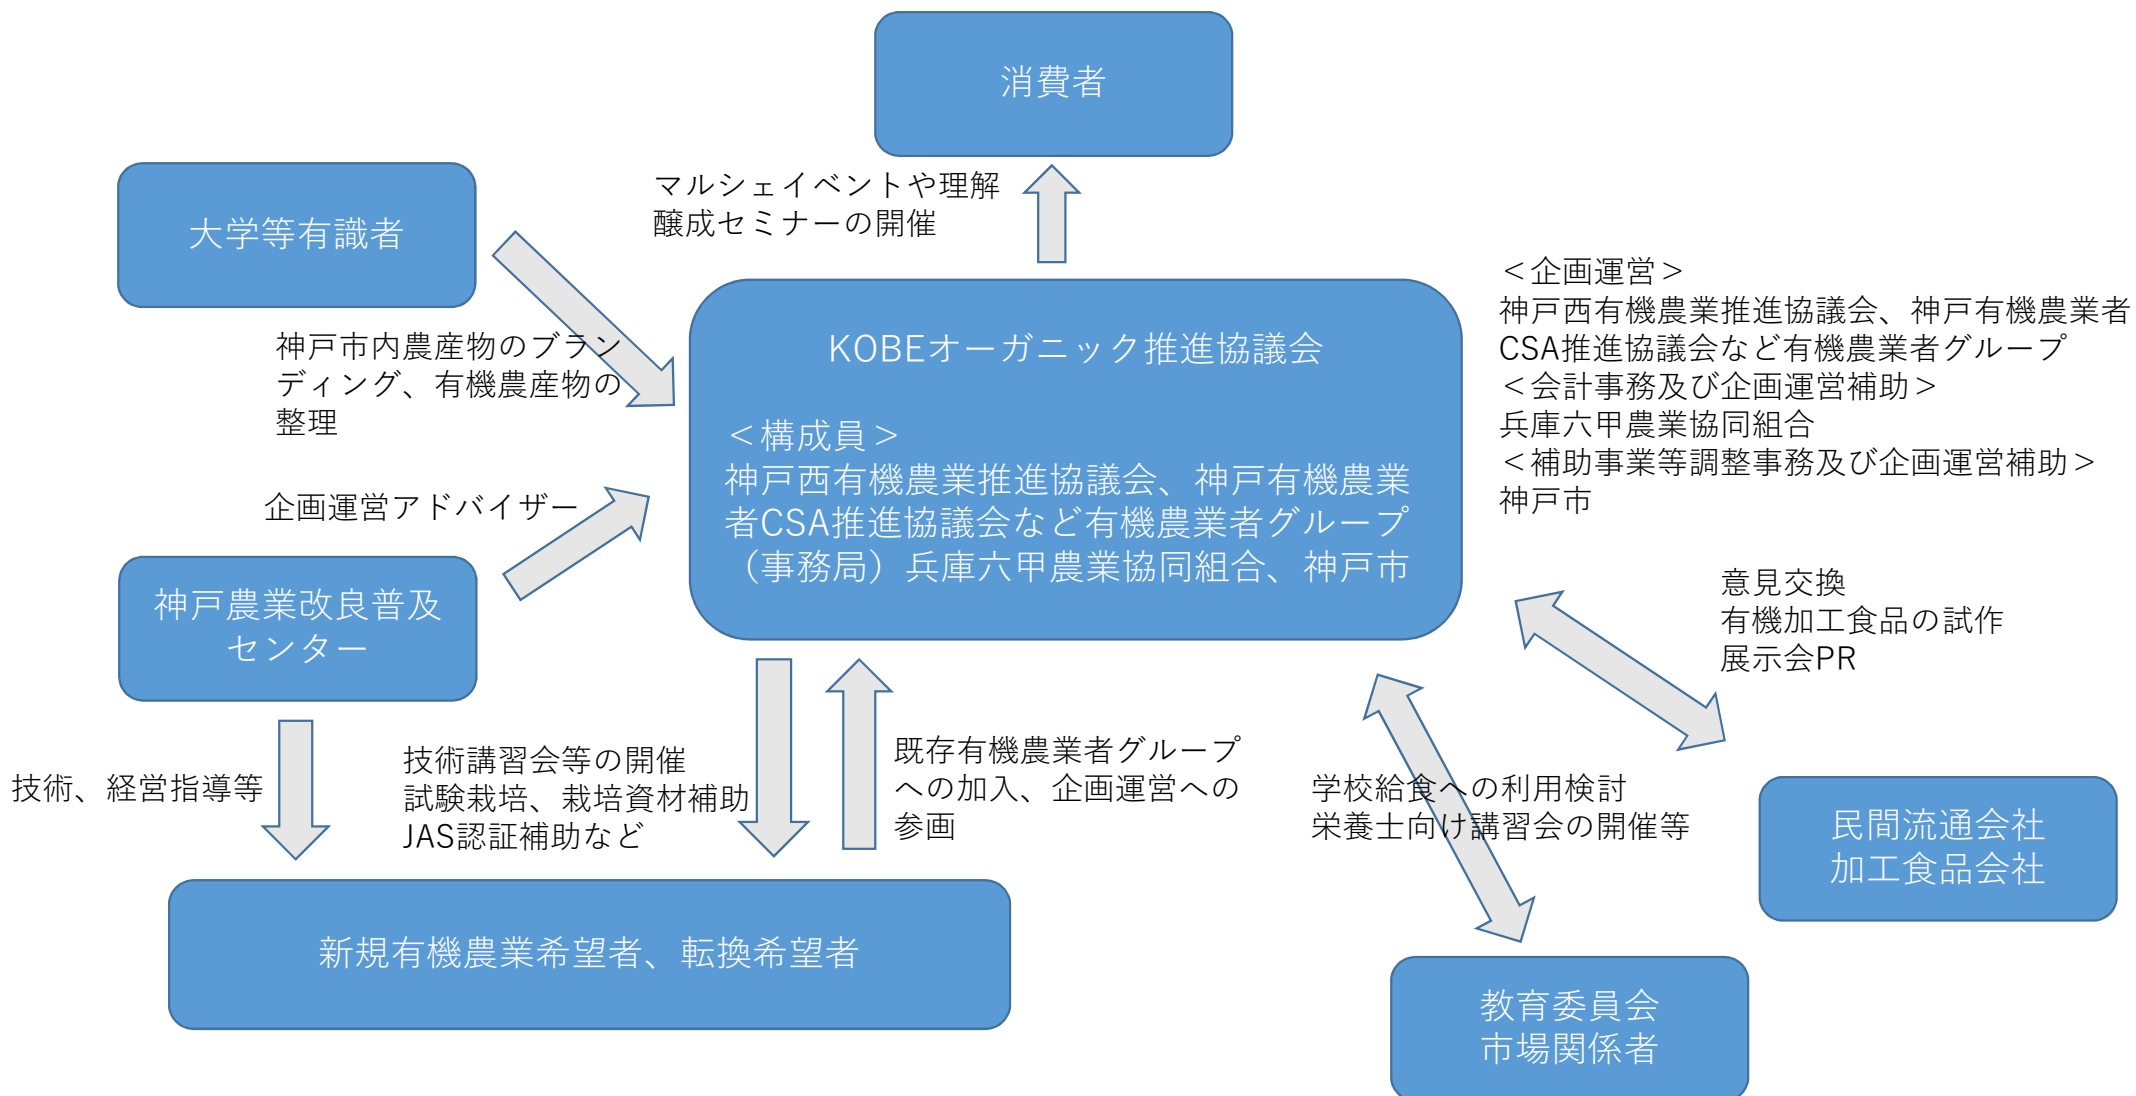 消費者
マルシェイベントや理解
醸成セミナーの開催
大学等有識者
神戸市内農産物のブラン
ディング、有機農産物の
整理
KOBEオーガニック推進協議会
＜構成員＞
神戸西有機農業推進協議会、神戸有機農業
者CSA推進協議会など有機農業者グループ
（事務局）兵庫六甲農業協同組合、神戸市
＜企画運営＞
神戸西有機農業推進協議会、神戸有機農業者
CSA推進協議会など有機農業者グループ
＜会計事務及び企画運営補助＞
兵庫六甲農業協同組合
＜補助事業等調整事務及び企画運営補助＞
神戸市
企画運営アドバイザー
神戸農業改良普及
センター
意見交換
有機加工食品の試作
展示会PR
技術、経営指導等
技術講習会等の開催
試験栽培、栽培資材補助
JAS認証補助など
既存有機農業者グループ
への加入、企画運営への
参画
学校給食への利用検討
栄養士向け講習会の開催等
民間流通会社
加工食品会社
新規有機農業希望者、転換希望者
教育委員会
市場関係者